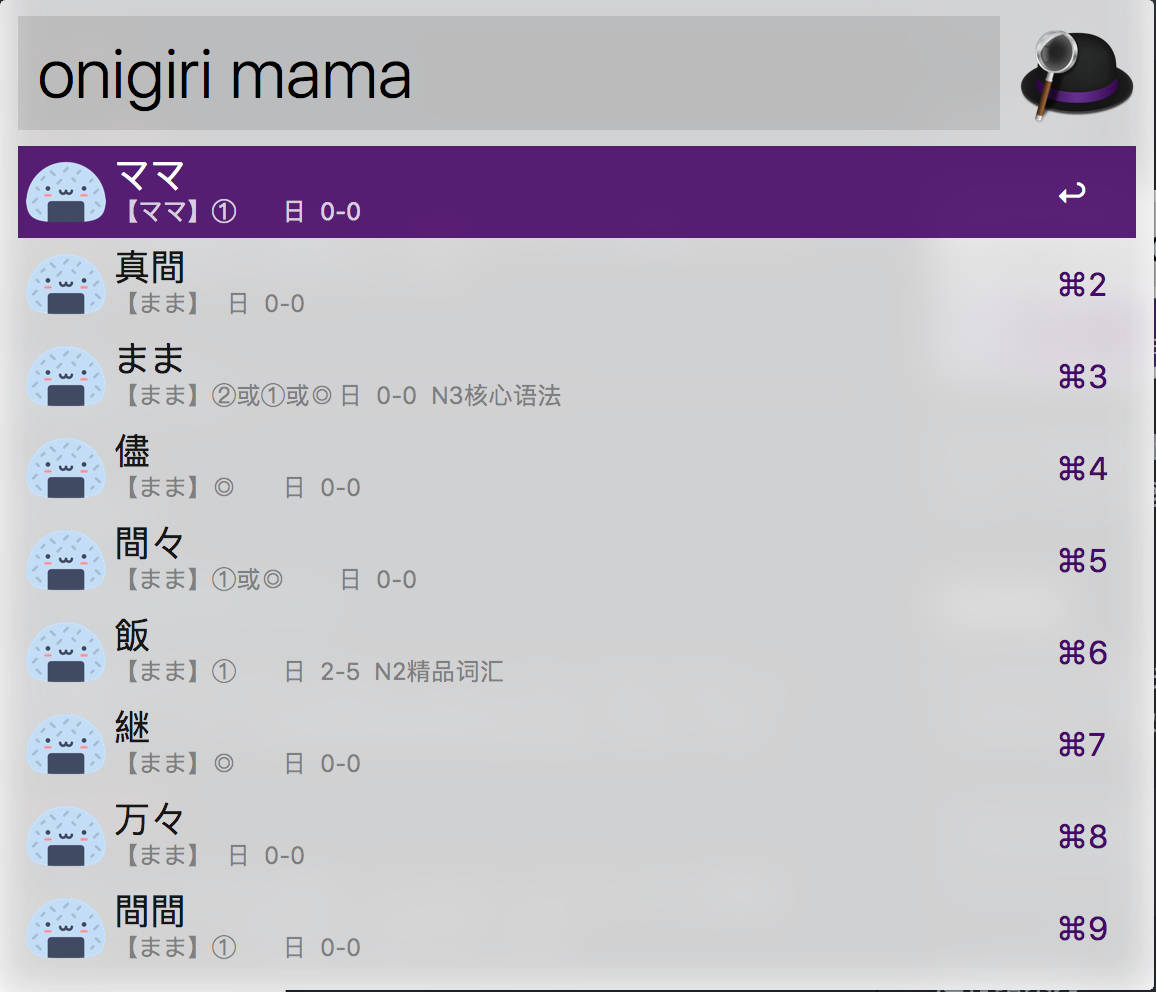 onigiri mama
ママ
【ママ】① 日 0-0
真間
【まま】 日 0-0
⌘2
まま
【まま】②或①或◎ 日 0-0 N3核心语法
⌘3
儘
【まま】◎ 日 0-0
⌘4
間々
【まま】①或◎ 日 0-0
⌘5
飯
【まま】① 日 2-5 N2精品词汇
⌘6
継
【まま】◎ 日 0-0
⌘7
万々
【まま】 日 0-0
⌘8
間間
【まま】① 日 0-0
⌘9